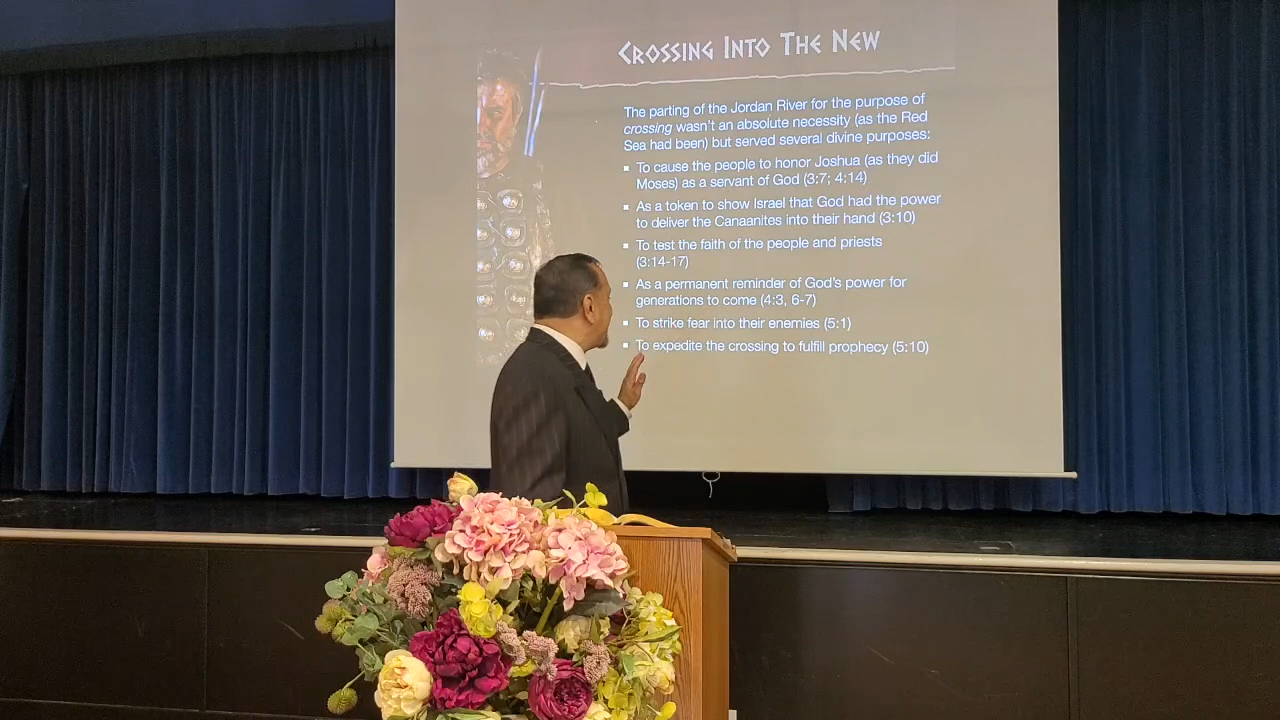 Crossing Into The New
The parting of the Jordan River for the purpose of
crossing wasn't an absolute necessity (as the Red
Sea had been) but served several divine purposes:
▪ To cause the people to honor Joshua (as they did
Moses) as a servant of God (3:7; 4:14)
▪ As a token to show Israel that God had the power
to deliver the Canaanites into their hand (3:10)
▪ To test the faith of the people and priests
(3:14-17)
▪ As a permanent reminder of God's power for
generations to come (4:3, 6-7)
▪ To strike fear into their enemies (5:1)
▪ To expedite the crossing to fulfill prophecy (5:10)